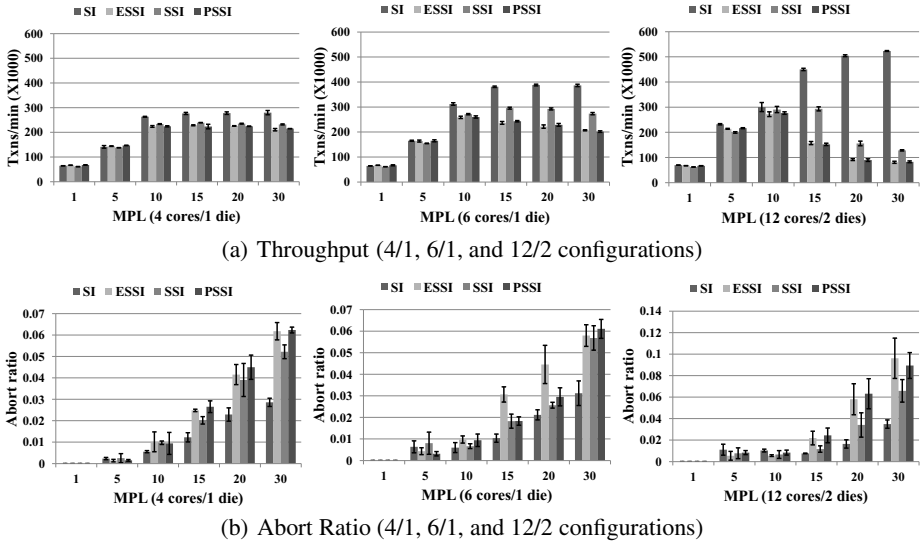 SI ESSI SSI PSSI
Txns/min (X1000)
600
500
400
300
200
100
0
1 5 10 15 20 30
MPL (4 cores/1 die)
SI ESSI SSI PSSI
Txns/min (X1000)
600
500
400
300
200
100
0
1 5 10 15 20 30
MPL (6 cores/1 die)
SI ESSI SSI PSSI
Txns/min (X1000)
600
500
400
300
200
100
0
1 5 10 15 20 30
MPL (12 cores/2 dies)
(a) Throughput (4/1, 6/1, and 12/2 configurations)
SI ESSI SSI PSSI
Abort ratio
0.07
0.06
0.05
0.04
0.03
0.02
0.01
0
1 5 10 15 20 30
MPL (4 cores/1 die)
SI ESSI SSI PSSI
Abort ratio
0.07
0.06
0.05
0.04
0.03
0.02
0.01
0
1 5 10 15 20 30
MPL (6 cores/1 die)
SI ESSI SSI PSSI
Abort ratio
0.14
0.12
0.1
0.08
0.06
0.04
0.02
0
1 5 10 15 20 30
MPL (12 cores/2 dies)
(b) Abort Ratio (4/1, 6/1, and 12/2 configurations)